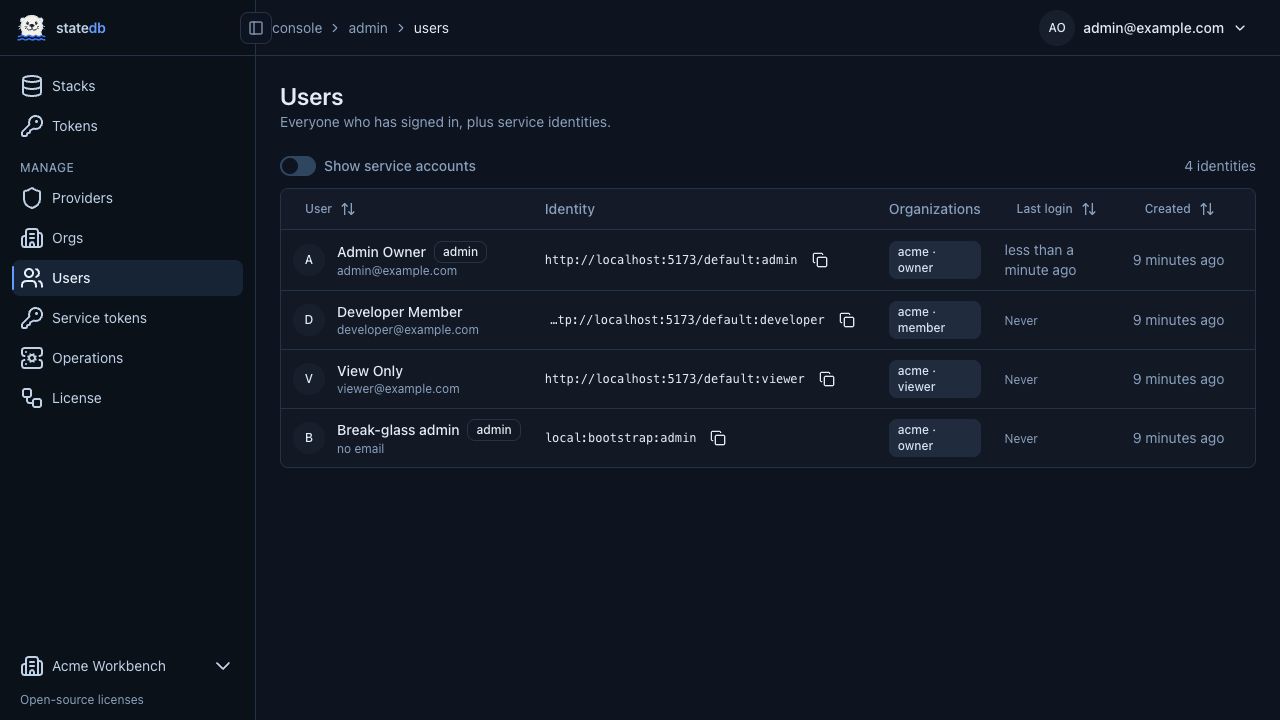 statedb
console > admin > users
AO admin@example.com
Stacks
Tokens
MANAGE
Providers
Orgs
Users
Service tokens
Operations
License
Acme Workbench
Open-source licenses
Users
Everyone who has signed in, plus service identities.
Show service accounts
4 identities
User Identity Organizations Last login Created
A Admin Owner admin
admin@example.com
http://localhost:5173/default:admin
acme ·
owner
less than a
minute ago
9 minutes ago
D Developer Member
developer@example.com
…tp://localhost:5173/default:developer
acme ·
member
Never
9 minutes ago
V View Only
viewer@example.com
http://localhost:5173/default:viewer
acme ·
viewer
Never
9 minutes ago
B Break-glass admin admin
no email
local:bootstrap:admin
acme ·
owner
Never
9 minutes ago